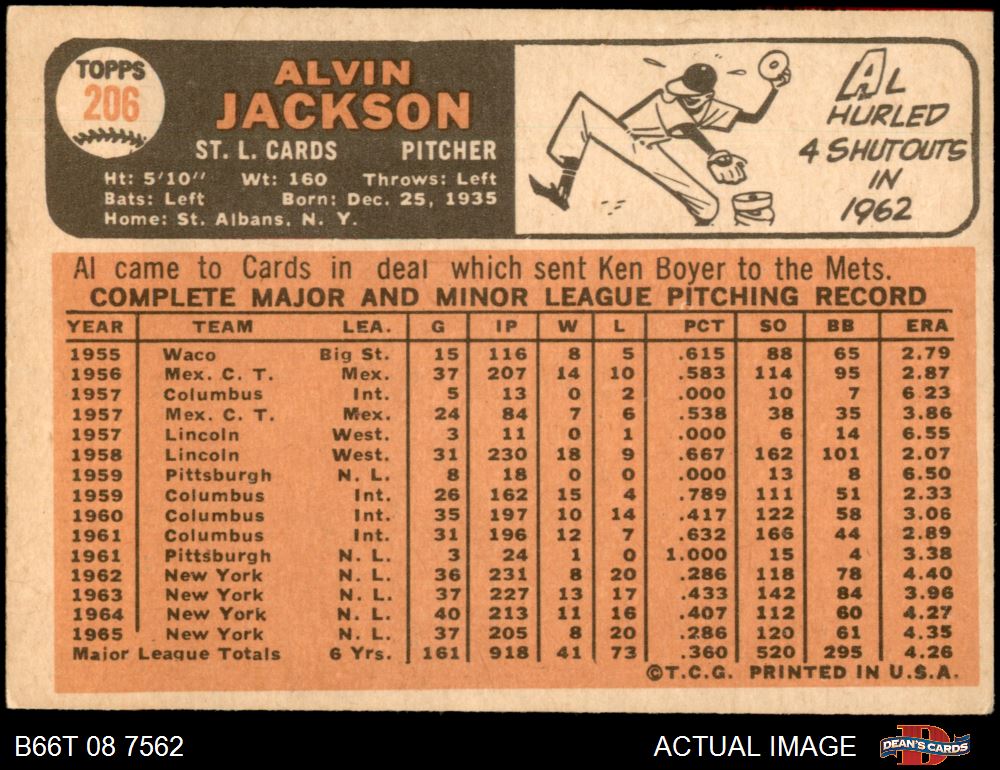 TOPPS
206
ALVIN
JACKSON
ST. L. CARDS PITCHER
Ht: 5'10" Wt: 160 Throws: Left
Bats: Left Born: Dec. 25, 1935
Home: St. Albans, N. Y.
AL
HURLED
4 SHUTOUTS
IN
1962
Al came to Cards in deal which sent Ken Boyer to the Mets.
COMPLETE MAJOR AND MINOR LEAGUE PITCHING RECORD
YEAR TEAM LEA. G IP W L PCT SO BB ERA
1955 Waco Big St. 15 116 8 5 .615 88 65 2.79
1956 Mex. C. T. Mex. 37 207 14 10 .583 114 95 2.87
1957 Columbus Int. 5 13 0 2 .000 10 7 6.23
1957 Mex. C. T. Mex. 24 84 7 6 .538 38 35 3.86
1957 Lincoln West. 3 11 0 1 .000 6 14 6.55
1958 Lincoln West. 31 230 18 9 .667 162 101 2.07
1959 Pittsburgh N. L. 8 18 0 0 .000 13 8 6.50
1959 Columbus Int. 26 162 15 4 .789 111 51 2.33
1960 Columbus Int. 35 197 10 14 .417 122 58 3.06
1961 Columbus Int. 31 196 12 7 .632 166 44 2.89
1961 Pittsburgh N. L. 3 24 1 0 1.000 15 4 3.38
1962 New York N. L. 36 231 8 20 .286 118 78 4.40
1963 New York N. L. 37 227 13 17 .433 142 84 3.96
1964 New York N. L. 40 213 11 16 .407 112 60 4.27
1965 New York N. L. 37 205 8 20 .286 120 61 4.35
Major League Totals 6 Yrs. 161 918 41 73 .360 520 295 4.26
©T.C.G. PRINTED IN U.S.A.
B66T 08 7562
ACTUAL IMAGE
DEAN'S CARDS